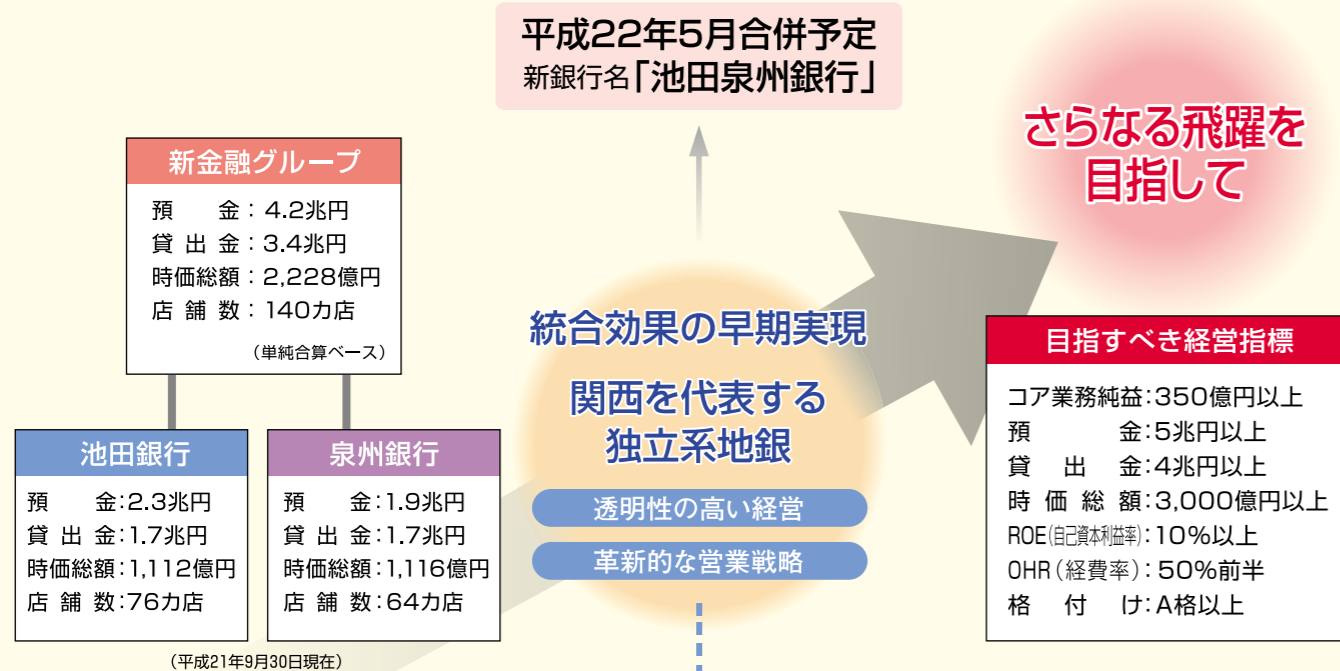 平成22年5月合併予定
新銀行名「池田泉州銀行」
さらなる飛躍を
目指して
新金融グループ
預　金：4.2兆円
貸出金：3.4兆円
時価総額：2,228億円
店舗数：140カ店
（単純合算ベース）
池田銀行
預　金：2.3兆円
貸出金：1.7兆円
時価総額：1,112億円
店舗数：76カ店
泉州銀行
預　金：1.9兆円
貸出金：1.7兆円
時価総額：1,116億円
店舗数：64カ店
（平成21年9月30日現在）
統合効果の早期実現
関西を代表する
独立系地銀
透明性の高い経営
革新的な営業戦略
目指すべき経営指標
コア業務純益：350億円以上
預　金：5兆円以上
貸出金：4兆円以上
時価総額：3,000億円以上
ROE（自己資本利益率）：10％以上
OHR（経費率）：50％前半
格付け：A格以上